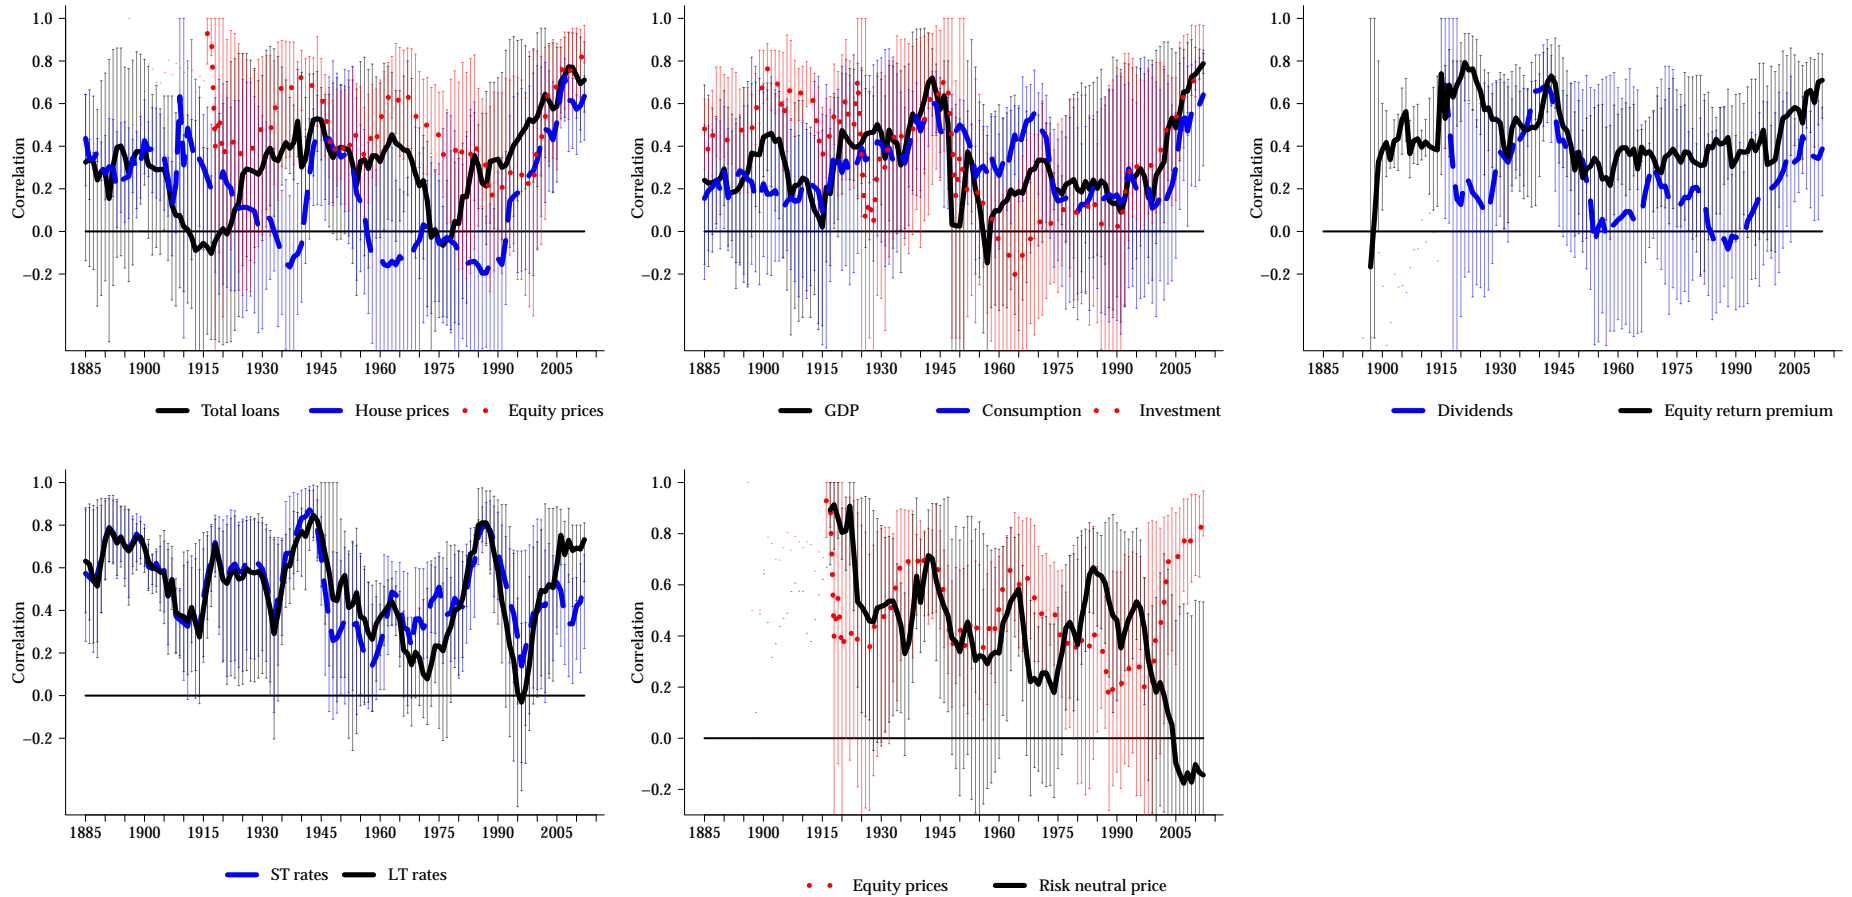 1.0
0.8
0.6
0.4
0.2
0.0
−0.2
Correlation
1885 1900 1915 1930 1945 1960 1975 1990 2005
Total loans House prices Equity prices
1.0
0.8
0.6
0.4
0.2
0.0
−0.2
Correlation
1885 1900 1915 1930 1945 1960 1975 1990 2005
GDP Consumption Investment
1.0
0.8
0.6
0.4
0.2
0.0
−0.2
Correlation
1885 1900 1915 1930 1945 1960 1975 1990 2005
Dividends Equity return premium
1.0
0.8
0.6
0.4
0.2
0.0
−0.2
Correlation
1885 1900 1915 1930 1945 1960 1975 1990 2005
ST rates LT rates
1.0
0.8
0.6
0.4
0.2
0.0
−0.2
Correlation
1885 1900 1915 1930 1945 1960 1975 1990 2005
Equity prices Risk neutral price